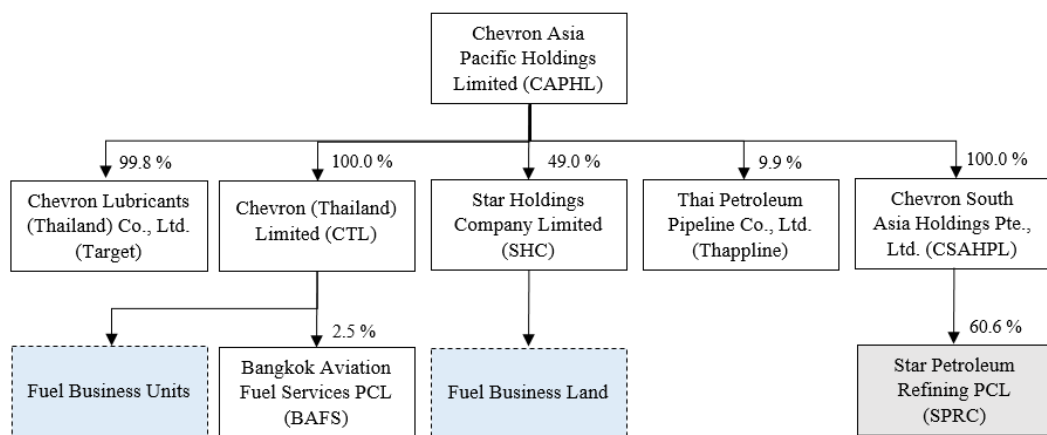 Chevron Asia
Pacific Holdings
Limited (CAPHL)
99.8 %
100.0 %
49.0 %
9.9 %
100.0 %
Chevron Lubricants
(Thailand) Co., Ltd.
(Target)
Chevron (Thailand)
Limited (CTL)
Star Holdings
Company Limited
(SHC)
Thai Petroleum
Pipeline Co., Ltd.
(Thappline)
Chevron South
Asia Holdings Pte.,
Ltd. (CSAHPL)
2.5 %
60.6 %
Fuel Business Units
Bangkok Aviation
Fuel Services PCL
(BAFS)
Fuel Business Land
Star Petroleum
Refining PCL
(SPRC)